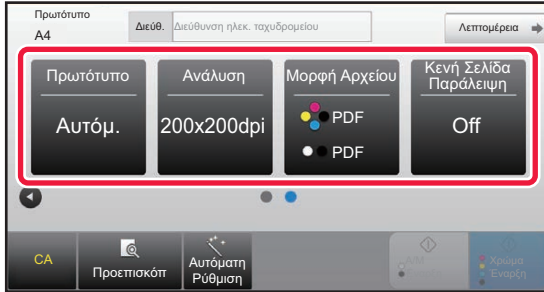 Πρωτότυπο
A4
Διεύθ.
Διεύθυνση ηλεκ. ταχυδρομείου
Λεπτομέρεια
Πρωτότυπο
Αυτόμ.
Ανάλυση
200x200dpi
Μορφή Αρχείου
PDF
PDF
Κενή Σελίδα
Παράλειψη
Off
CA
Προεπισκόπ
Αυτόματη
Ρύθμιση
Χρώμα
Έναρξη